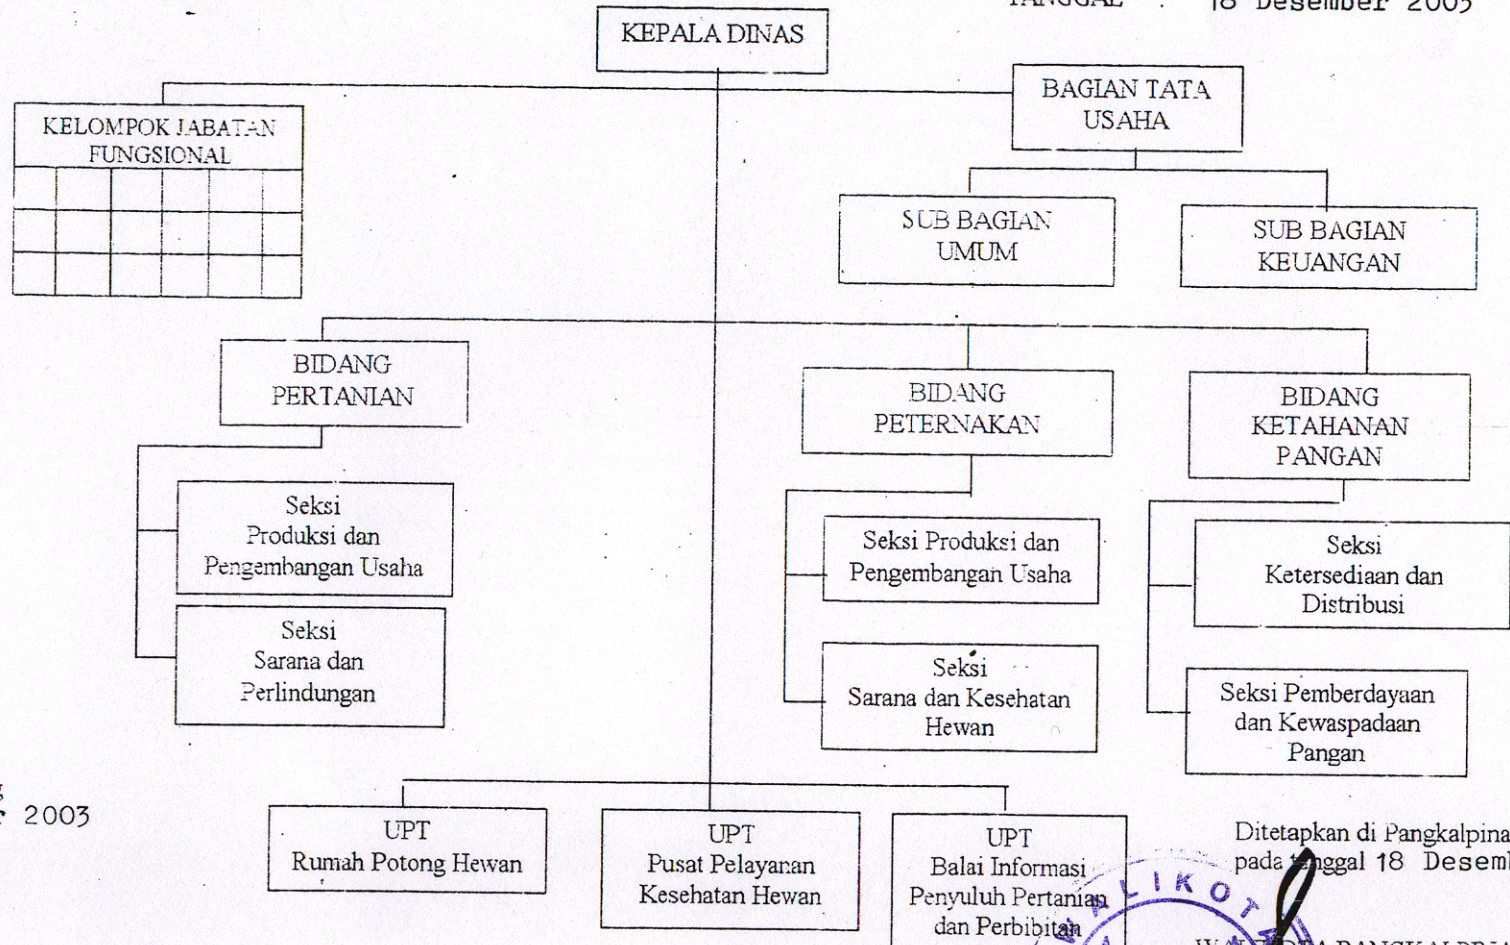 TANGGAL : 18 Desember 2003
KEPALA DINAS
BAGIAN TATA
USAHA
KELOMPOK JABATAN
FUNGSIONAL
SUB BAGIAN
UMUM
SUB BAGIAN
KEUANGAN
BIDANG
PERTANIAN
BIDANG
PETERNAKAN
BIDANG
KETAHANAN
PANGAN
Seksi
Produksi dan
Pengembangan Usaha
Seksi
Sarana dan
Perlindungan
Seksi Produksi dan
Pengembangan Usaha
Seksi
Sarana dan Kesehatan
Hewan
Seksi
Ketersediaan dan
Distribusi
Seksi Pemberdayaan
dan Kewaspadaan
Pangan
2003
UPT
Rumah Potong Hewan
UPT
Pusat Pelayanan
Kesehatan Hewan
UPT
Balai Informasi
Penyuluh Pertanian
dan Perbibitan
Ditetapkan di Pangkalpina
pada tanggal 18 Desem
WALIKOTA